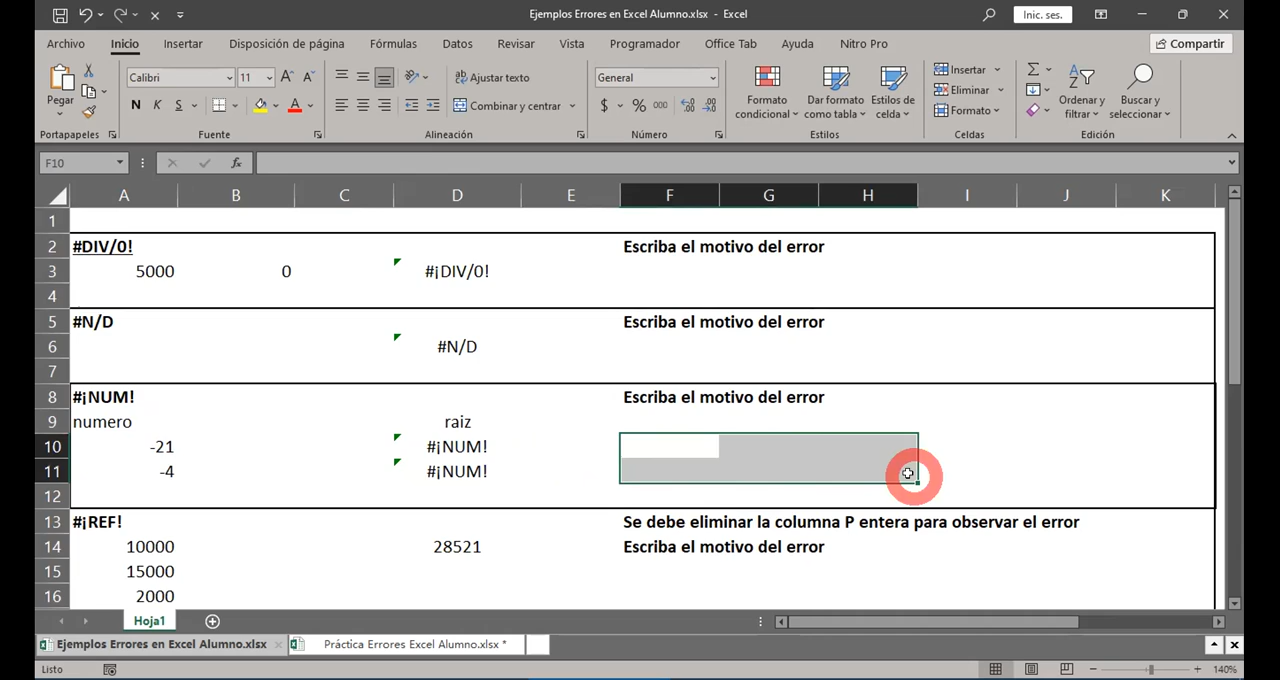 Ejemplos Errores en Excel Alumno.xlsx - Excel
Inic. ses.
Archivo Inicio Insertar Disposición de página Fórmulas Datos Revisar Vista Programador Office Tab Ayuda Nitro Pro Compartir
Pegar
Calibri 11
Ajustar texto
General
Formato condicional
Dar formato como tabla
Estilos de celda
Insertar
Eliminar
Formato
Ordenar y filtrar
Buscar y seleccionar
N K S
Combinar y centrar
$ % 000
Portapapeles Fuente Alineación Número Estilos Celdas Edición
F10 fx
A B C D E F G H I J K
1
2 #DIV/0! Escriba el motivo del error
3 5000 0 #¡DIV/0!
4
5 #N/D Escriba el motivo del error
6 #N/D
7
8 #¡NUM! Escriba el motivo del error
9 numero raiz
10 -21 #¡NUM!
11 -4 #¡NUM!
12
13 #¡REF! Se debe eliminar la columna P entera para observar el error
14 10000 28521 Escriba el motivo del error
15 15000
16 2000
Hoja1
Ejemplos Errores en Excel Alumno.xlsx Práctica Errores Excel Alumno.xlsx *
Listo 140%